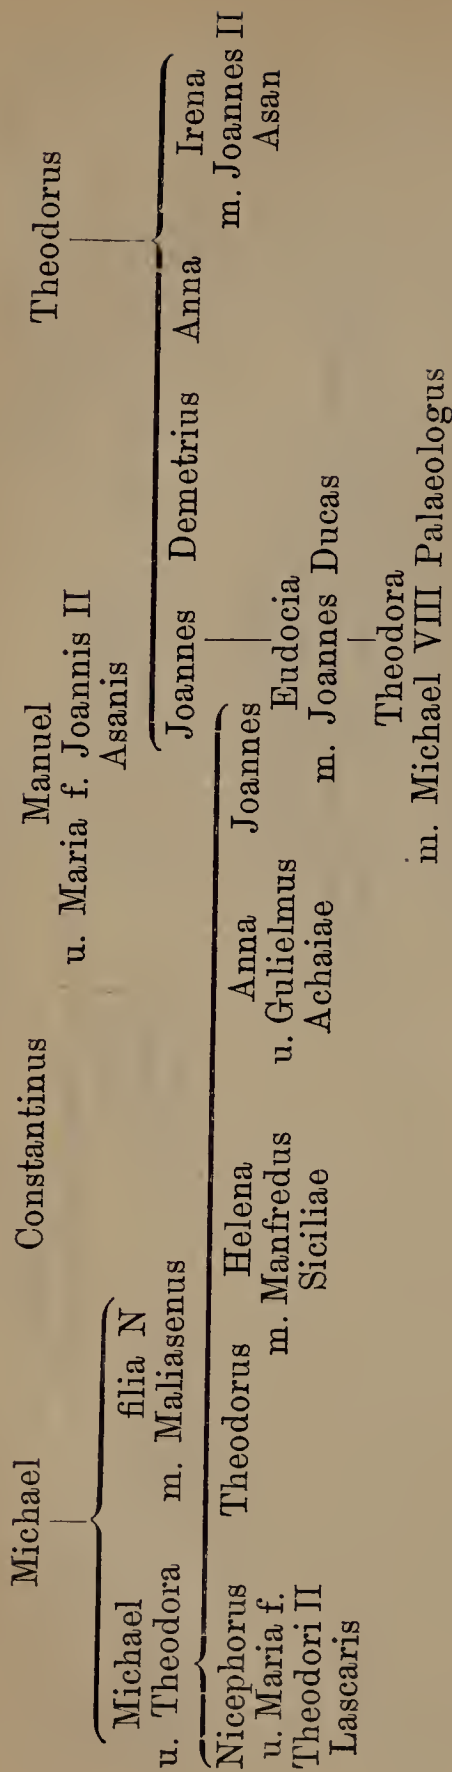 Michael
Constantinus
Manuel
u. Maria f. Joannis II
Asanis
Theodorus
Michael
u. Theodora
filia N
m. Maliasenus
Joannes
Demetrius
Anna
Irena
m. Joannes II
Asan
Nicephorus
u. Maria f.
Theodori II
Lascaris
Theodorus
Helena
m. Manfredus
Siciliae
Anna
u. Gulielmus
Achaiae
Joannes
Eudocia
m. Joannes Ducas
Theodora
m. Michael VIII Palaeologus